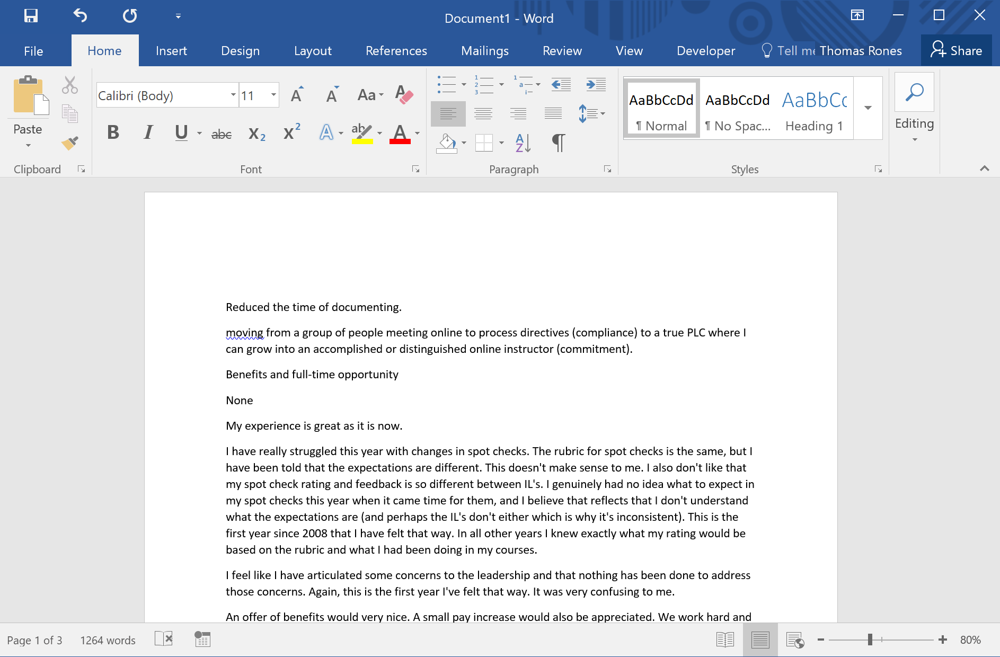 Document1 - Word
File Home Insert Design Layout References Mailings Review View Developer Tell me Thomas Rones Share
Calibri (Body) 11
Paste
Clipboard
Font
Paragraph
AaBbCcDd AaBbCcDd AaBbCc
¶ Normal ¶ No Spac... Heading 1
Styles
Editing
Reduced the time of documenting.
moving from a group of people meeting online to process directives (compliance) to a true PLC where I
can grow into an accomplished or distinguished online instructor (commitment).
Benefits and full-time opportunity
None
My experience is great as it is now.
I have really struggled this year with changes in spot checks. The rubric for spot checks is the same, but I
have been told that the expectations are different. This doesn't make sense to me. I also don't like that
my spot check rating and feedback is so different between IL's. I genuinely had no idea what to expect in
my spot checks this year when it came time for them, and I believe that reflects that I don't understand
what the expectations are (and perhaps the IL's don't either which is why it's inconsistent). This is the
first year since 2008 that I have felt that way. In all other years I knew exactly what my rating would be
based on the rubric and what I had been doing in my courses.
I feel like I have articulated some concerns to the leadership and that nothing has been done to address
those concerns. Again, this is the first year I've felt that way. It was very confusing to me.
An offer of benefits would very nice. A small pay increase would also be appreciated. We work hard and
Page 1 of 3 1264 words 80%